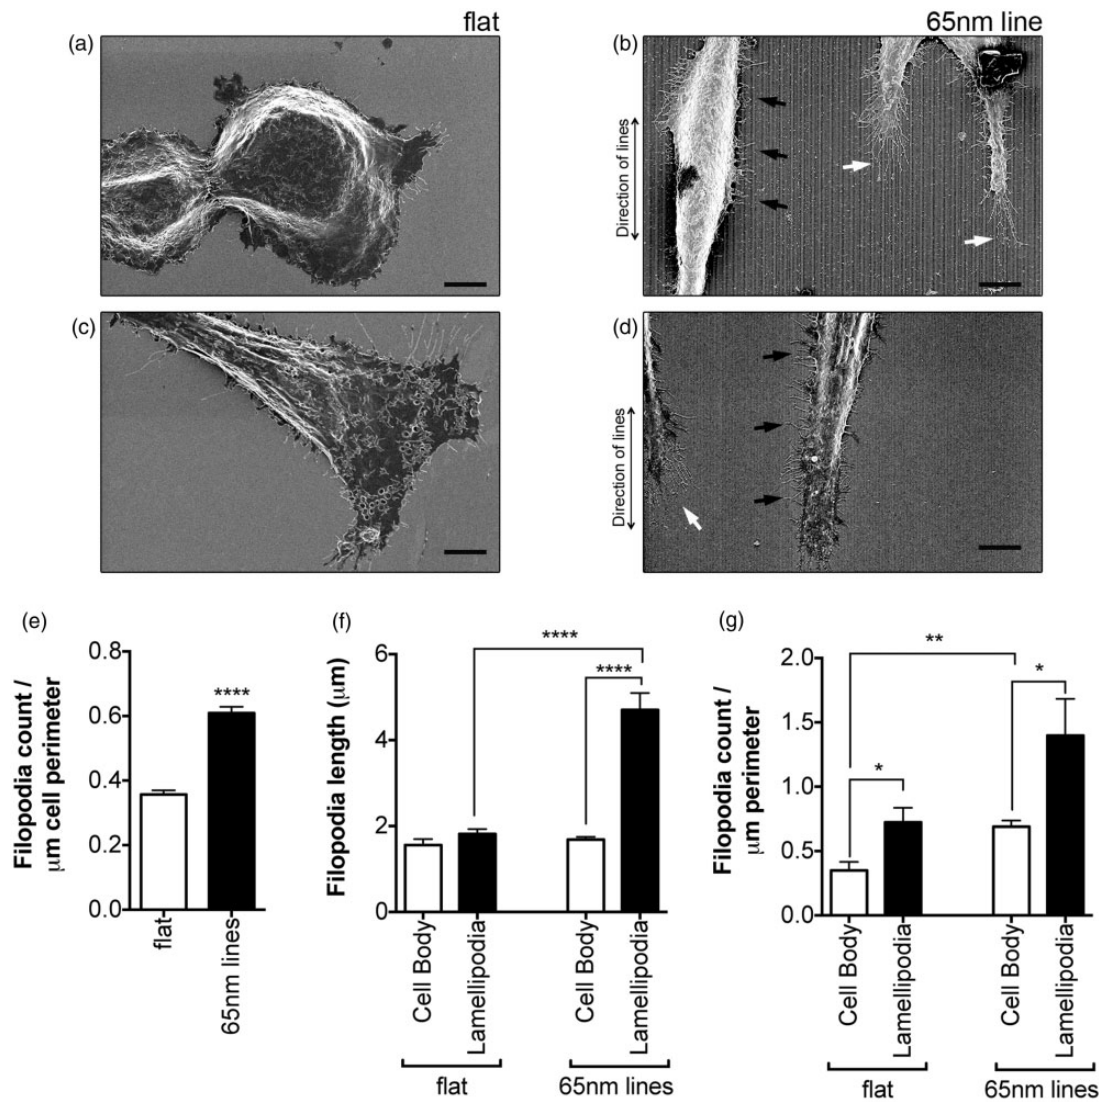 flat
65nm line
(a)
(b)
Direction of lines
(c)
(d)
Direction of lines
(e)
Filopodia count /
μm cell perimeter
0.8
0.6
0.4
0.2
0.0
****
flat
65nm lines
(f)
Filopodia length (μm)
6
4
2
0
****
****
Cell Body
Lamellipodia
Cell Body
Lamellipodia
flat
65nm lines
(g)
Filopodia count /
μm perimeter
2.0
1.5
1.0
0.5
0.0
**
*
*
Cell Body
Lamellipodia
Cell Body
Lamellipodia
flat
65nm lines